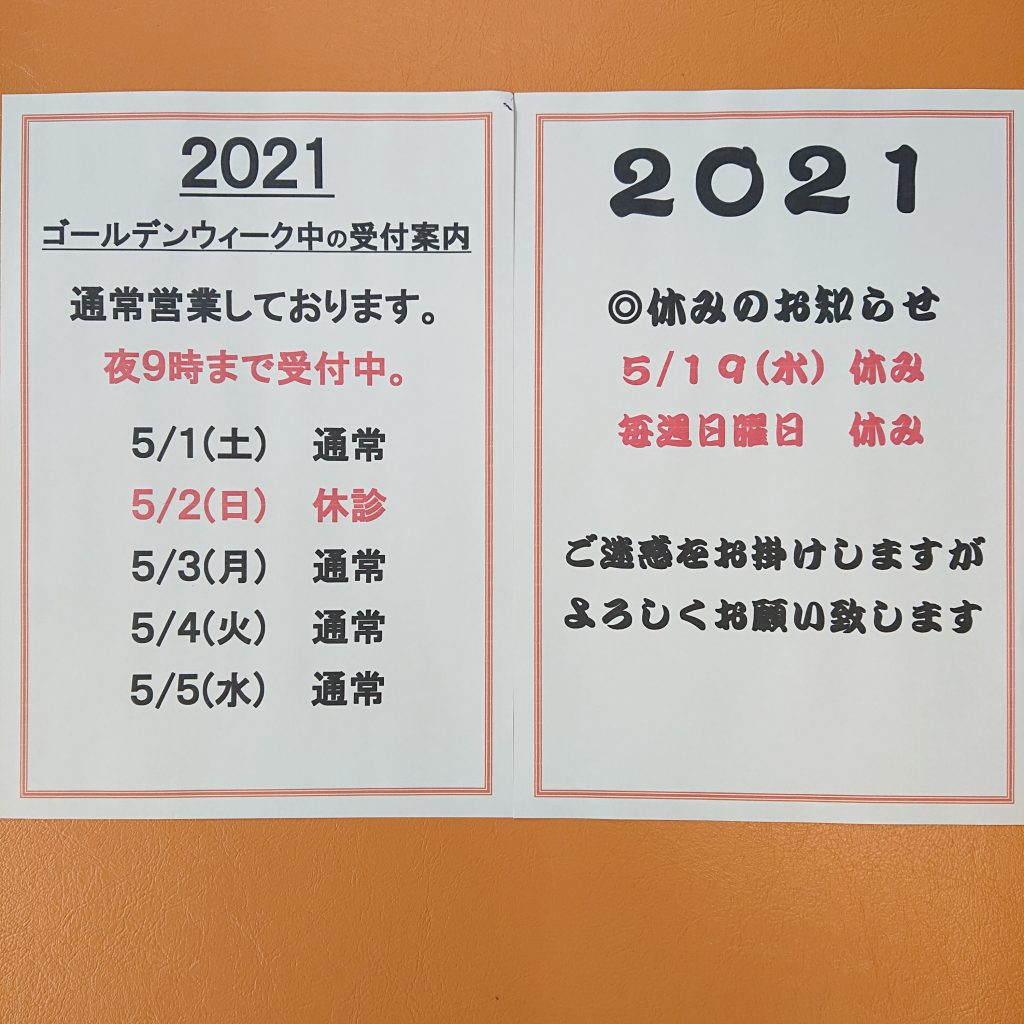 2021
ゴールデンウィーク中の受付案内
通常営業しております。
夜9時まで受付中。
5/1(土) 通常
5/2(日) 休診
5/3(月) 通常
5/4(火) 通常
5/5(水) 通常
2021
◎休みのお知らせ
5/19(水) 休み
毎週日曜日 休み
ご迷惑をお掛けしますが
よろしくお願い致します